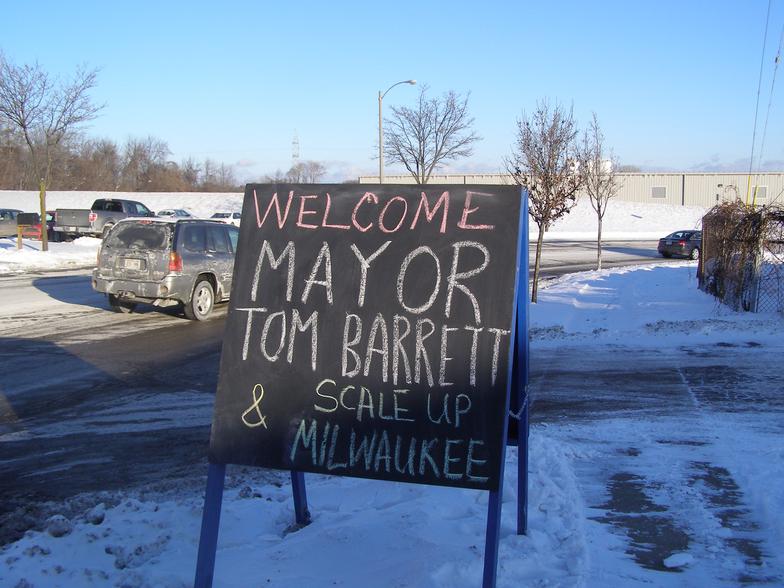 WELCOME
MAYOR
TOM BARRETT
& SCALE UP
MILWAUKEE